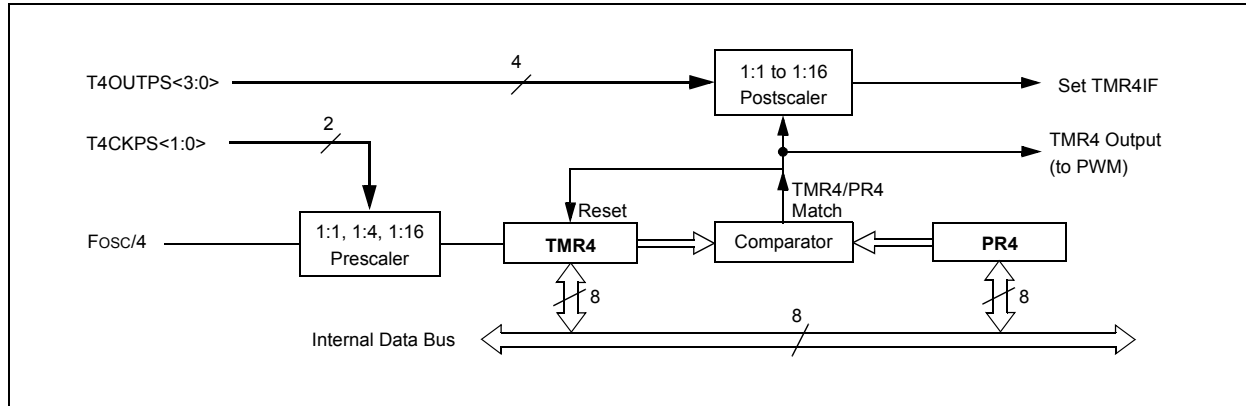 4
T4OUTPS<3:0>
1:1 to 1:16
Postscaler
Set TMR4IF
2
T4CKPS<1:0>
TMR4 Output
(to PWM)
TMR4/PR4
Match
Reset
FOSC/4
1:1, 1:4, 1:16
Prescaler
TMR4
Comparator
PR4
8
8
8
Internal Data Bus